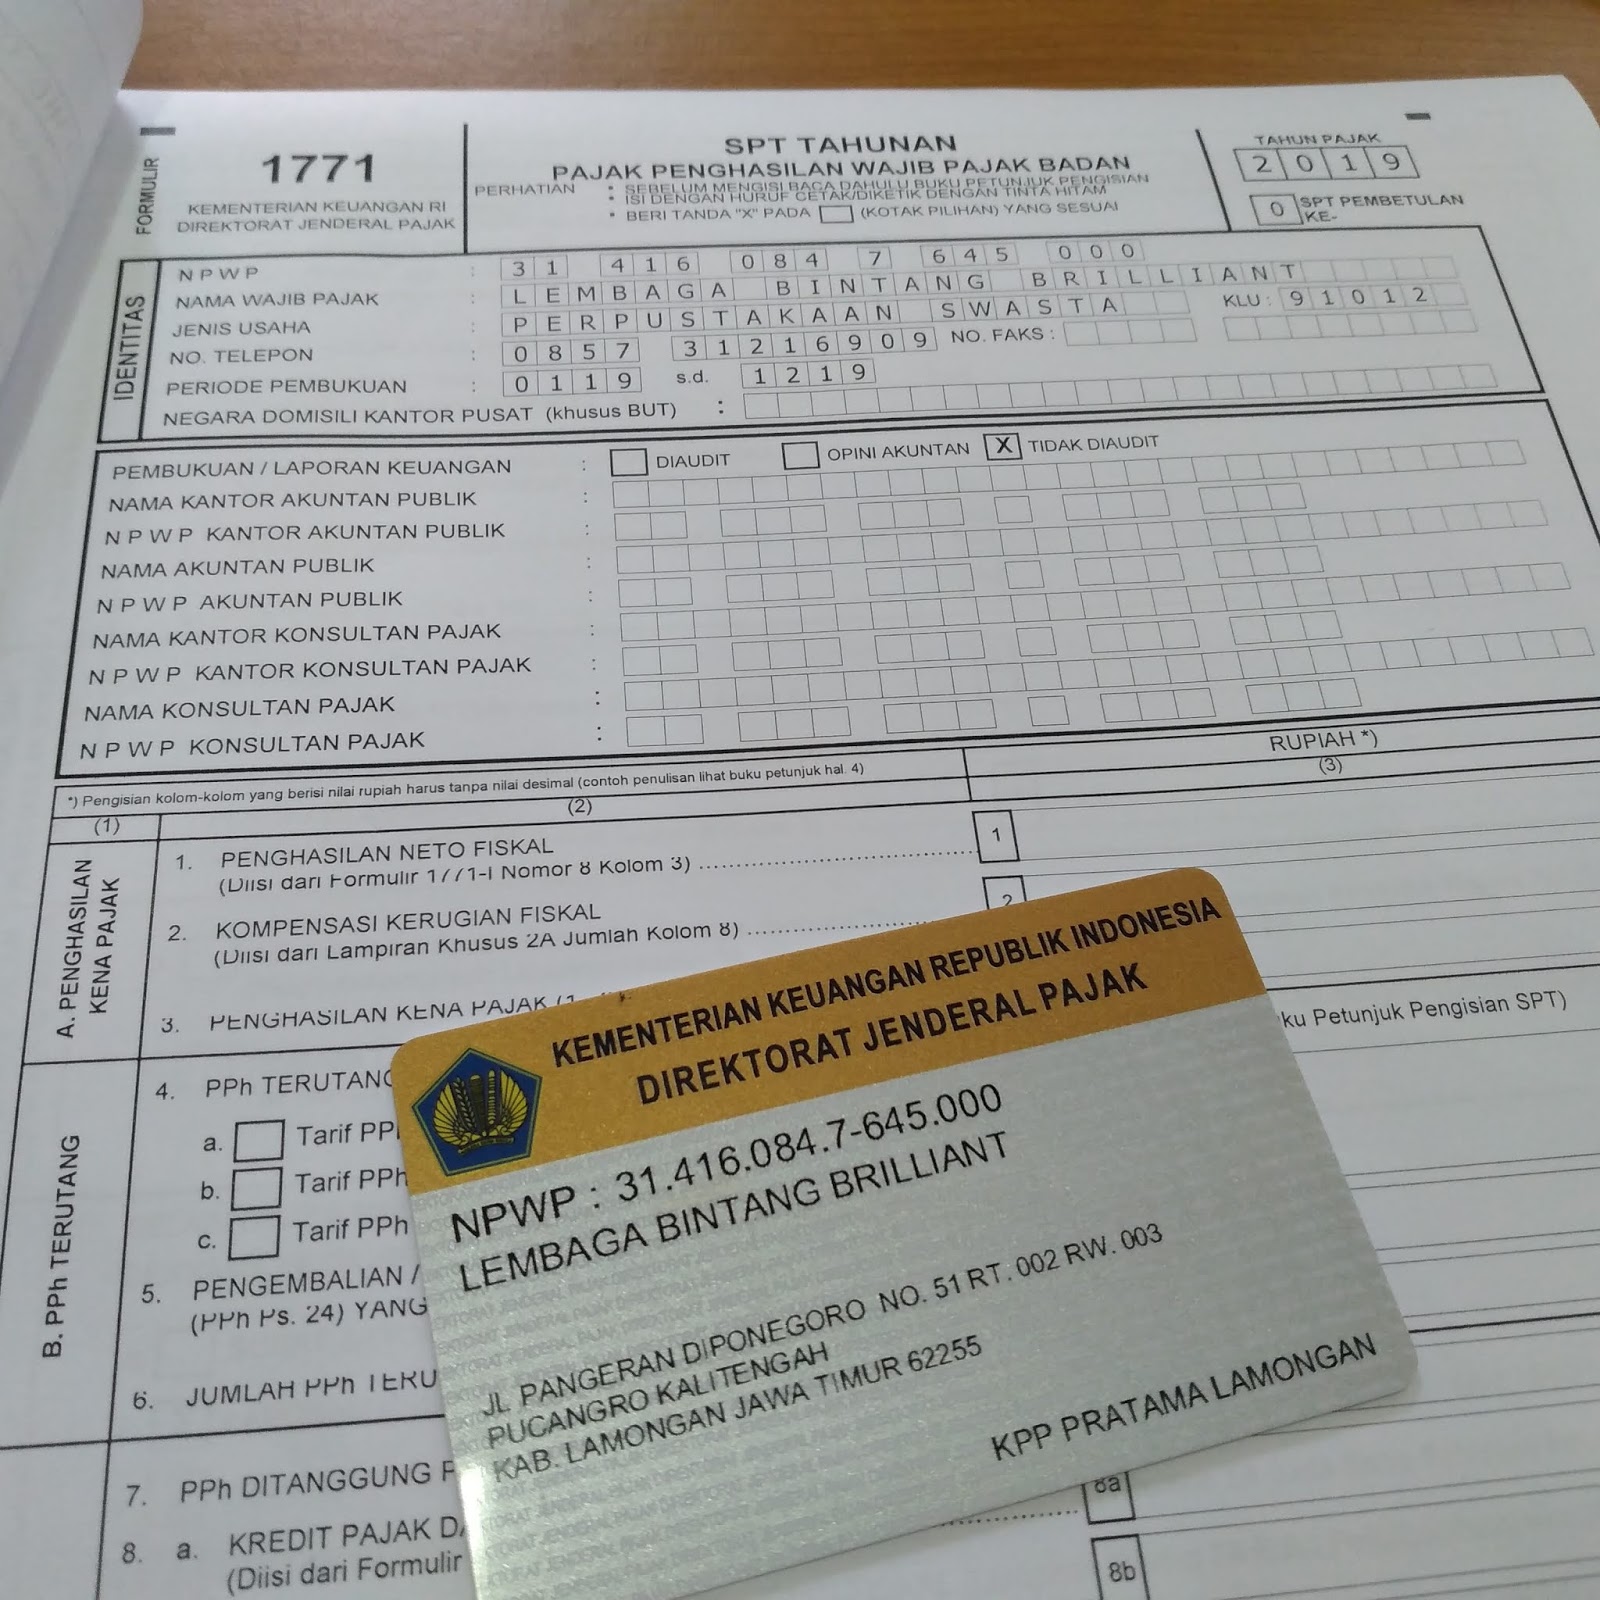 FORMULIR
1771
KEMENTERIAN KEUANGAN RI
DIREKTORAT JENDERAL PAJAK
SPT TAHUNAN
PAJAK PENGHASILAN WAJIB PAJAK BADAN
PERHATIAN
• SEBELUM MENGISI BACA DAHULU BUKU PETUNJUK PENGISIAN
• ISI DENGAN HURUF CETAK/DIKETIK DENGAN TINTA HITAM
• BERI TANDA "X" PADA (KOTAK PILIHAN) YANG SESUAI
TAHUN PAJAK
2 0 1 9
0 SPT PEMBETULAN KE-
IDENTITAS
N P W P : 31 416 084 7 645 000
NAMA WAJIB PAJAK : LEMBAGA BINTANG BRILLIANT
JENIS USAHA : PERPUSTAKAAN SWASTA KLU : 91012
NO. TELEPON : 0857 31216909 NO. FAKS :
PERIODE PEMBUKUAN : 0119 s.d. 1219
NEGARA DOMISILI KANTOR PUSAT (khusus BUT) :
PEMBUKUAN / LAPORAN KEUANGAN : DIAUDIT OPINI AKUNTAN X TIDAK DIAUDIT
NAMA KANTOR AKUNTAN PUBLIK :
N P W P KANTOR AKUNTAN PUBLIK :
NAMA AKUNTAN PUBLIK :
N P W P AKUNTAN PUBLIK :
NAMA KANTOR KONSULTAN PAJAK :
N P W P KANTOR KONSULTAN PAJAK :
NAMA KONSULTAN PAJAK :
N P W P KONSULTAN PAJAK :
*) Pengisian kolom-kolom yang berisi nilai rupiah harus tanpa nilai desimal (contoh penulisan lihat buku petunjuk hal. 4)
RUPIAH *)
(1) (2) (3)
A. PENGHASILAN KENA PAJAK
1. PENGHASILAN NETO FISKAL 1
(Diisi dari Formulir 1771-I Nomor 8 Kolom 3)
2. KOMPENSASI KERUGIAN FISKAL 2
(Diisi dari Lampiran Khusus 2A Jumlah Kolom 8)
3. PENGHASILAN KENA PAJAK (1
B. PPh TERUTANG
4. PPh TERUTANG
Petunjuk Pengisian SPT)
a. Tarif PPh
b. Tarif PPh
c. Tarif PPh
5. PENGEMBALIAN /
(PPh Ps. 24) YANG
6. JUMLAH PPh TERU
7. PPh DITANGGUNG P
8. a. KREDIT PAJAK DA 8a
(Diisi dari Formulir
8b
KEMENTERIAN KEUANGAN REPUBLIK INDONESIA
DIREKTORAT JENDERAL PAJAK
NPWP : 31.416.084.7-645.000
LEMBAGA BINTANG BRILLIANT
JL PANGERAN DIPONEGORO NO. 51 RT. 002 RW. 003
PUCANGRO KALITENGAH
KAB. LAMONGAN JAWA TIMUR 62255
KPP PRATAMA LAMONGAN